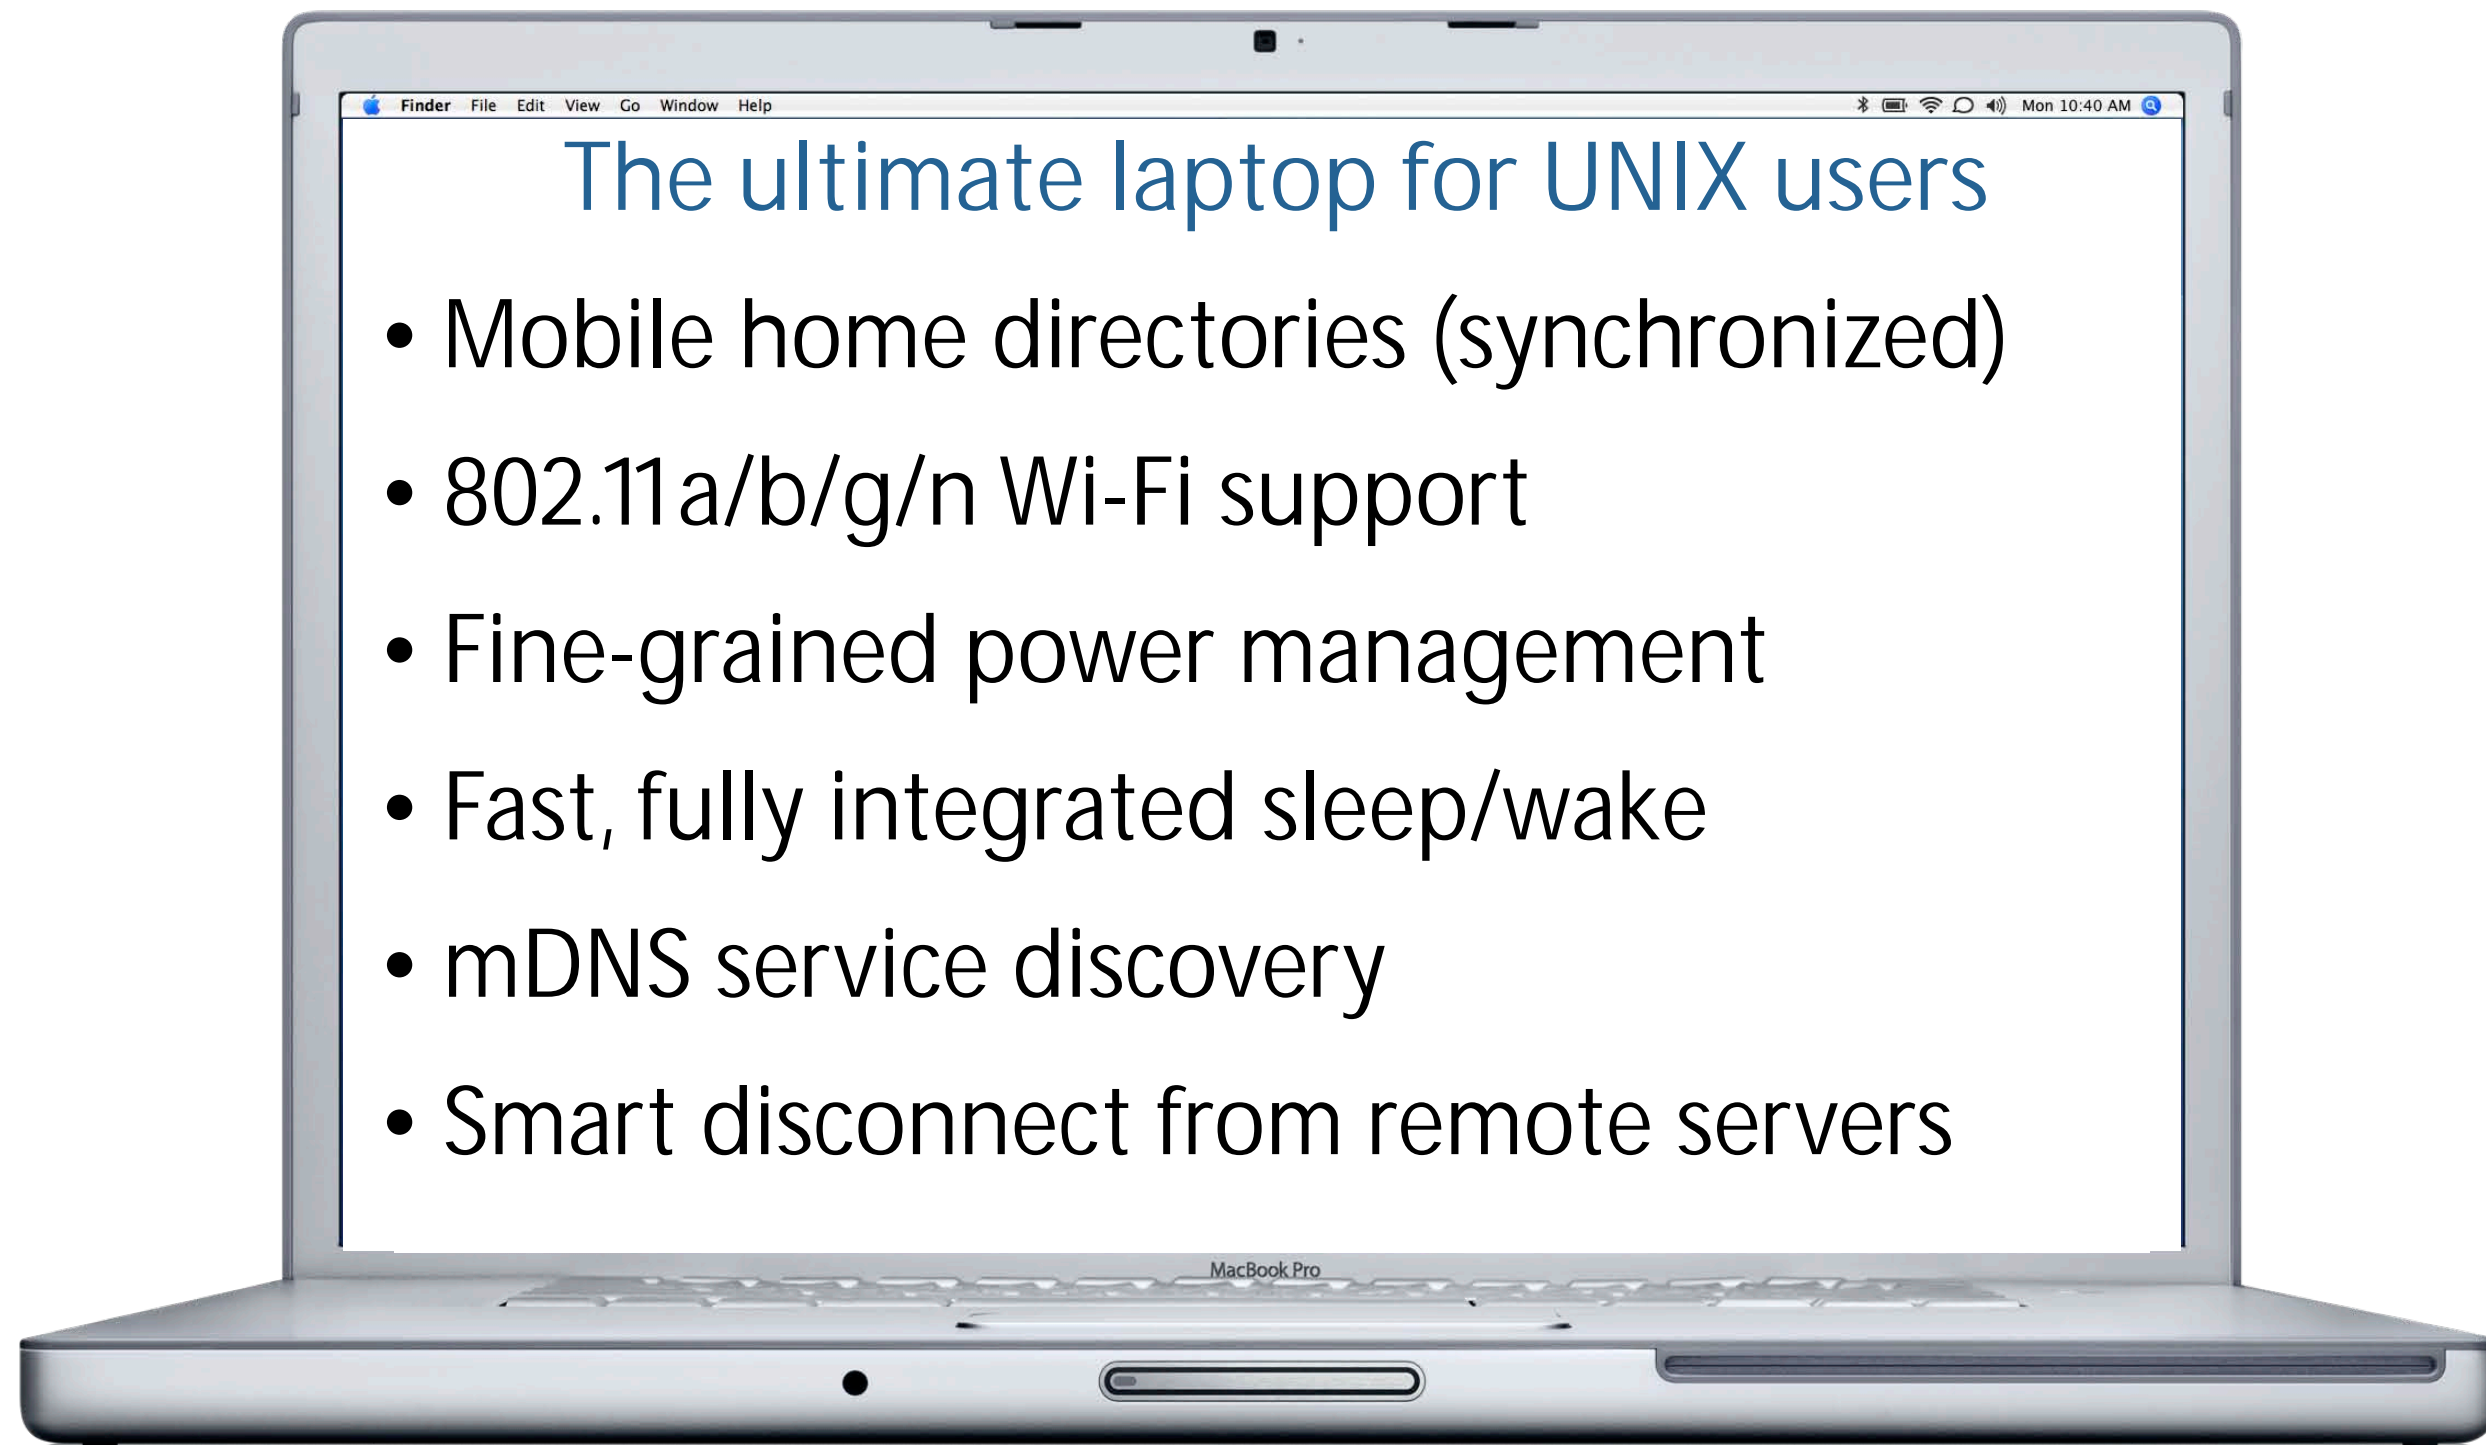 Finder File Edit View Go Window Help Mon 10:40 AM
The ultimate laptop for UNIX users
• Mobile home directories (synchronized)
• 802.11a/b/g/n Wi-Fi support
• Fine-grained power management
• Fast, fully integrated sleep/wake
• mDNS service discovery
• Smart disconnect from remote servers
MacBook Pro